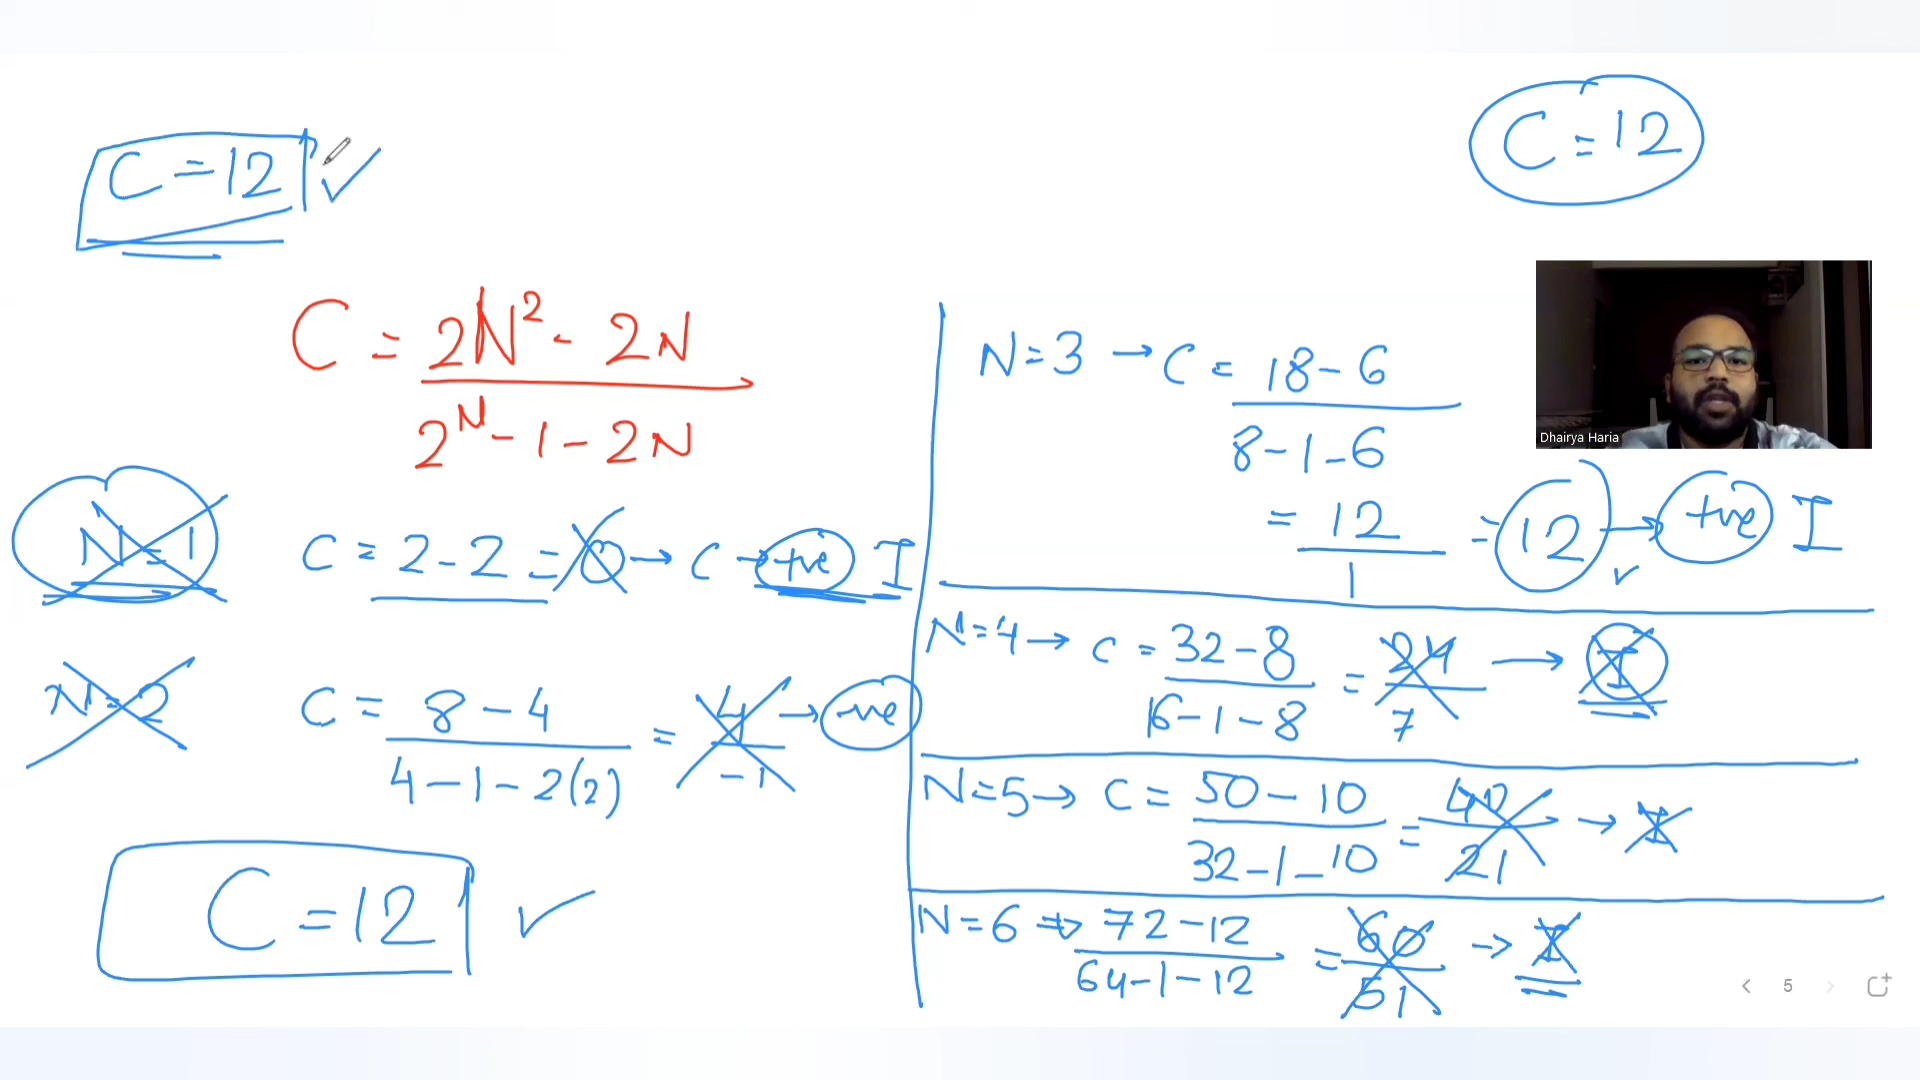 C = 12
C = 12
C = 2N² - 2N
2ᴺ - 1 - 2N
N = 1
C = 2 - 2 = 0 → C → +ve I
N = 2
C = 8 - 4 = 4 → -ve
4 - 1 - 2(2) -1
C = 12
N = 3 → C = 18 - 6
8 - 1 - 6
= 12 = 12 → +ve I
1
N = 4 → C = 32 - 8 = 24 → I
16 - 1 - 8 7
N = 5 → C = 50 - 10 = 40 → I
32 - 1 - 10 21
N = 6 → 72 - 12 = 60 → I
64 - 1 - 12 51
Dhairya Haria
5